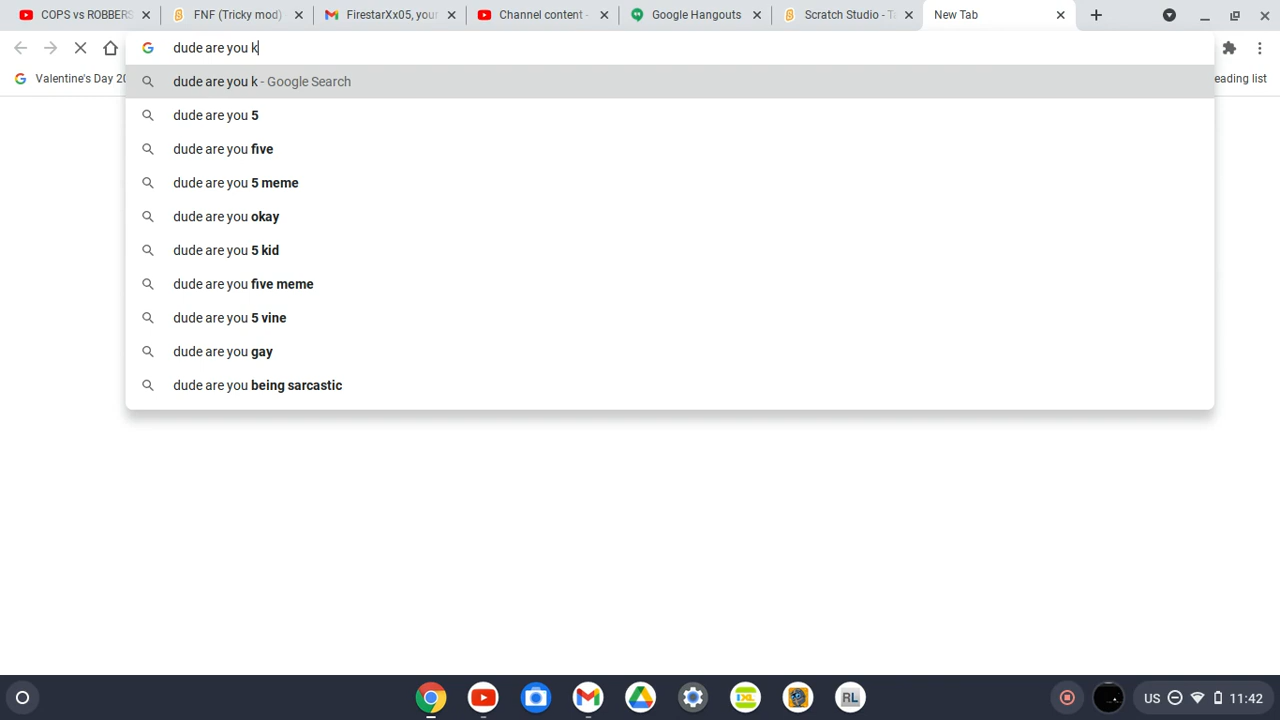 COPS vs ROBBERS
FNF (Tricky mod)
FirestarXx05, your
Channel content -
Google Hangouts
Scratch Studio - Ta
New Tab
dude are you k
Valentine's Day 20
eading list
dude are you k - Google Search
dude are you 5
dude are you five
dude are you 5 meme
dude are you okay
dude are you 5 kid
dude are you five meme
dude are you 5 vine
dude are you gay
dude are you being sarcastic
IXL
RL
US
11:42